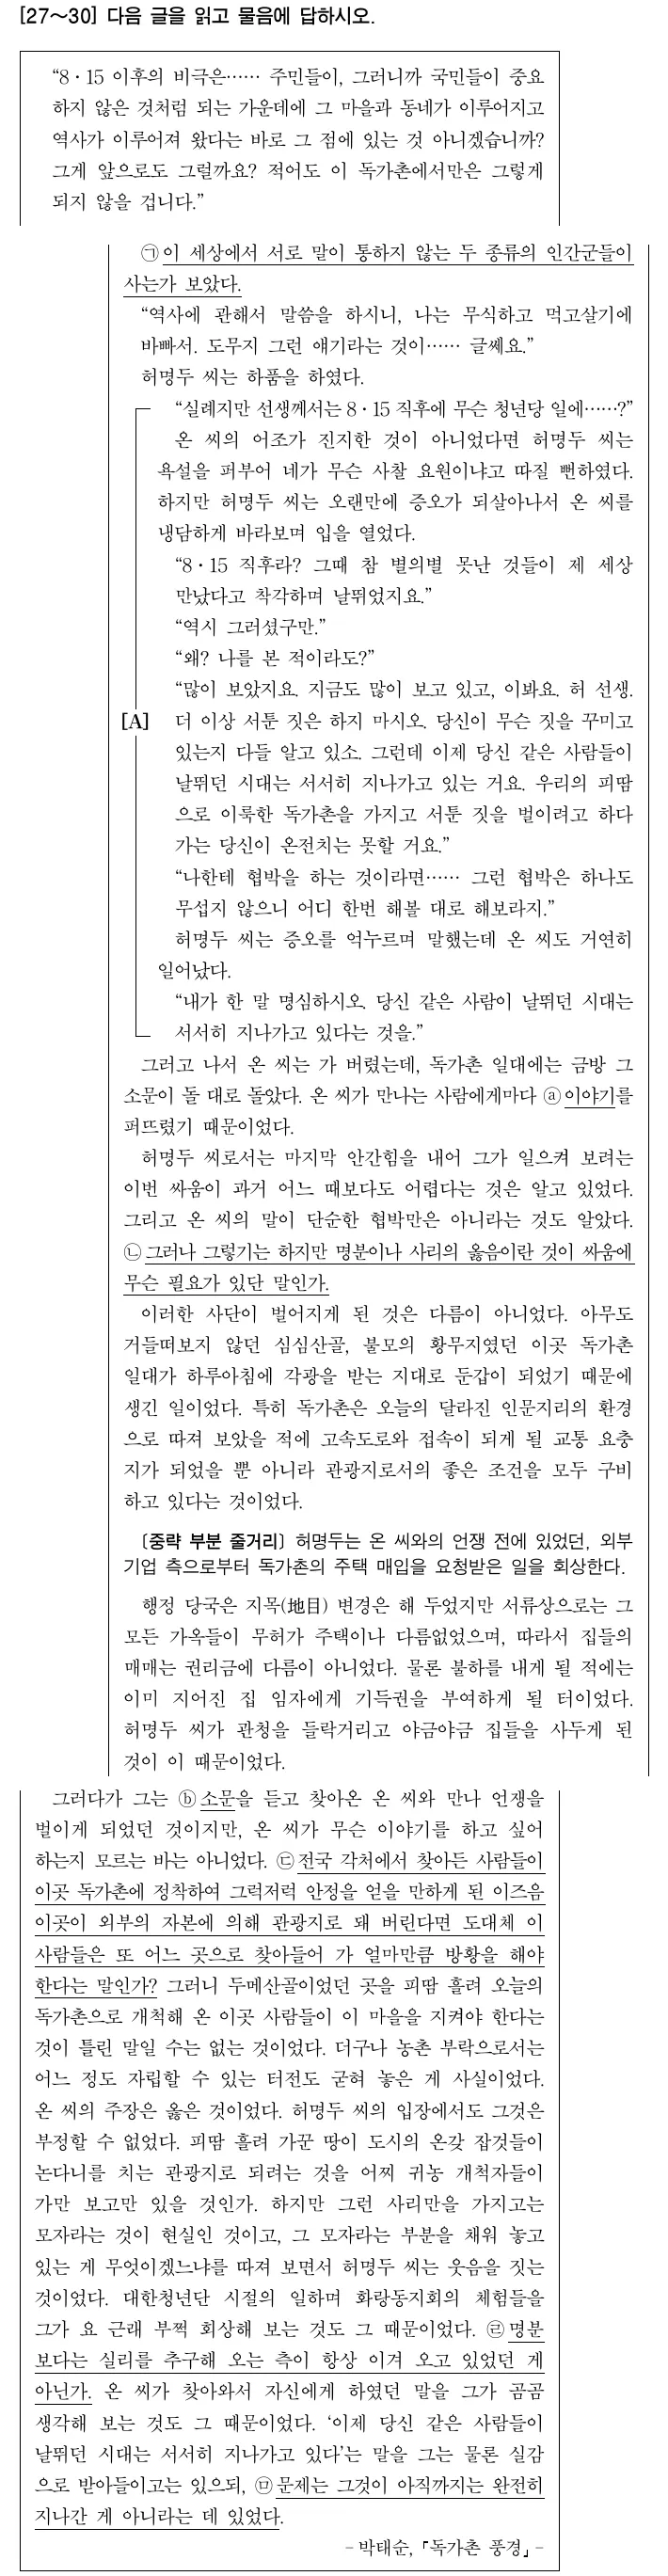 [27～30] 다음 글을 읽고 물음에 답하시오.
“8·15 이후의 비극은…… 주민들이, 그러니까 국민들이 중요
하지 않은 것처럼 되는 가운데에 그 마을과 동네가 이루어지고
역사가 이루어져 왔다는 바로 그 점에 있는 것 아니겠습니까?
그게 앞으로도 그럴까요? 적어도 이 독가촌에서만은 그렇게
되지 않을 겁니다.”
㉠이 세상에서 서로 말이 통하지 않는 두 종류의 인간군들이
사는가 보았다.
“역사에 관해서 말씀을 하시니, 나는 무식하고 먹고살기에
바빠서. 도무지 그런 얘기라는 것이…… 글쎄요.”
허명두 씨는 하품을 하였다.
“실례지만 선생께서는 8·15 직후에 무슨 청년당 일에……?”
온 씨의 어조가 진지한 것이 아니었다면 허명두 씨는
욕설을 퍼부어 네가 무슨 사찰 요원이냐고 따질 뻔하였다.
하지만 허명두 씨는 오랜만에 증오가 되살아나서 온 씨를
냉담하게 바라보며 입을 열었다.
“8·15 직후라? 그때 참 별의별 못난 것들이 제 세상
만났다고 착각하며 날뛰었지요.”
“역시 그러셨구만.”
“왜? 나를 본 적이라도?”
“많이 보았지요. 지금도 많이 보고 있고, 이봐요. 허 선생.
[A] 더 이상 서툰 짓은 하지 마시오. 당신이 무슨 짓을 꾸미고
있는지 다들 알고 있소. 그런데 이제 당신 같은 사람들이
날뛰던 시대는 서서히 지나가고 있는 거요. 우리의 피땀
으로 이룩한 독가촌을 가지고 서툰 짓을 벌이려고 하다
가는 당신이 온전치는 못할 거요.”
“나한테 협박을 하는 것이라면…… 그런 협박은 하나도
무섭지 않으니 어디 한번 해볼 대로 해보라지.”
허명두 씨는 증오를 억누르며 말했는데 온 씨도 거연히
일어났다.
“내가 한 말 명심하시오. 당신 같은 사람이 날뛰던 시대는
서서히 지나가고 있다는 것을.”
그러고 나서 온 씨는 가 버렸는데, 독가촌 일대에는 금방 그
소문이 돌 대로 돌았다. 온 씨가 만나는 사람에게마다 ⓐ이야기를
퍼뜨렸기 때문이었다.
허명두 씨로서는 마지막 안간힘을 내어 그가 일으켜 보려는
이번 싸움이 과거 어느 때보다도 어렵다는 것은 알고 있었다.
그리고 온 씨의 말이 단순한 협박만은 아니라는 것도 알았다.
㉡그러나 그렇기는 하지만 명분이나 사리의 옳음이란 것이 싸움에
무슨 필요가 있단 말인가.
이러한 사단이 벌어지게 된 것은 다름이 아니었다. 아무도
거들떠보지 않던 심심산골, 불모의 황무지였던 이곳 독가촌
일대가 하루아침에 각광을 받는 지대로 둔갑이 되었기 때문에
생긴 일이었다. 특히 독가촌은 오늘의 달라진 인문지리의 환경
으로 따져 보았을 적에 고속도로와 접속이 되게 될 교통 요충
지가 되었을 뿐 아니라 관광지로서의 좋은 조건을 모두 구비
하고 있다는 것이었다.
〔중략 부분 줄거리〕 허명두는 온 씨와의 언쟁 전에 있었던, 외부
기업 측으로부터 독가촌의 주택 매입을 요청받은 일을 회상한다.
행정 당국은 지목(地目) 변경은 해 두었지만 서류상으로는 그
모든 가옥들이 무허가 주택이나 다름없었으며, 따라서 집들의
매매는 권리금에 다름이 아니었다. 물론 불하를 내게 될 적에는
이미 지어진 집 임자에게 기득권을 부여하게 될 터이었다.
허명두 씨가 관청을 들락거리고 야금야금 집들을 사두게 된
것이 이 때문이었다.
그러다가 그는 ⓑ소문을 듣고 찾아온 온 씨와 만나 언쟁을
벌이게 되었던 것이지만, 온 씨가 무슨 이야기를 하고 싶어
하는지 모르는 바는 아니었다. ㉢전국 각처에서 찾아든 사람들이
이곳 독가촌에 정착하여 그럭저럭 안정을 얻을 만하게 된 이즈음
이곳이 외부의 자본에 의해 관광지로 돼 버린다면 도대체 이
사람들은 또 어느 곳으로 찾아들어 가 얼마만큼 방황을 해야
한다는 말인가? 그러니 두메산골이었던 곳을 피땀 흘려 오늘의
독가촌으로 개척해 온 이곳 사람들이 이 마을을 지켜야 한다는
것이 틀린 말일 수는 없는 것이었다. 더구나 농촌 부락으로서는
어느 정도 자립할 수 있는 터전도 굳혀 놓은 게 사실이었다.
온 씨의 주장은 옳은 것이었다. 허명두 씨의 입장에서도 그것은
부정할 수 없었다. 피땀 흘려 가꾼 땅이 도시의 온갖 잡것들이
논다니를 치는 관광지로 되려는 것을 어찌 귀농 개척자들이
가만 보고만 있을 것인가. 하지만 그런 사리만을 가지고는
모자라는 것이 현실인 것이고, 그 모자라는 부분을 채워 놓고
있는 게 무엇이겠느냐를 따져 보면서 허명두 씨는 웃음을 짓는
것이었다. 대한청년단 시절의 일하며 화랑동지회의 체험들을
그가 요 근래 부쩍 회상해 보는 것도 그 때문이었다. ㉣명분
보다는 실리를 추구해 오는 측이 항상 이겨 오고 있었던 게
아닌가. 온 씨가 찾아와서 자신에게 하였던 말을 그가 곰곰
생각해 보는 것도 그 때문이었다. ‘이제 당신 같은 사람들이
날뛰던 시대는 서서히 지나가고 있다’는 말을 그는 물론 실감
으로 받아들이고는 있으되, ㉤문제는 그것이 아직까지는 완전히
지나간 게 아니라는 데 있었다.
- 박태순, 「독가촌 풍경」 -